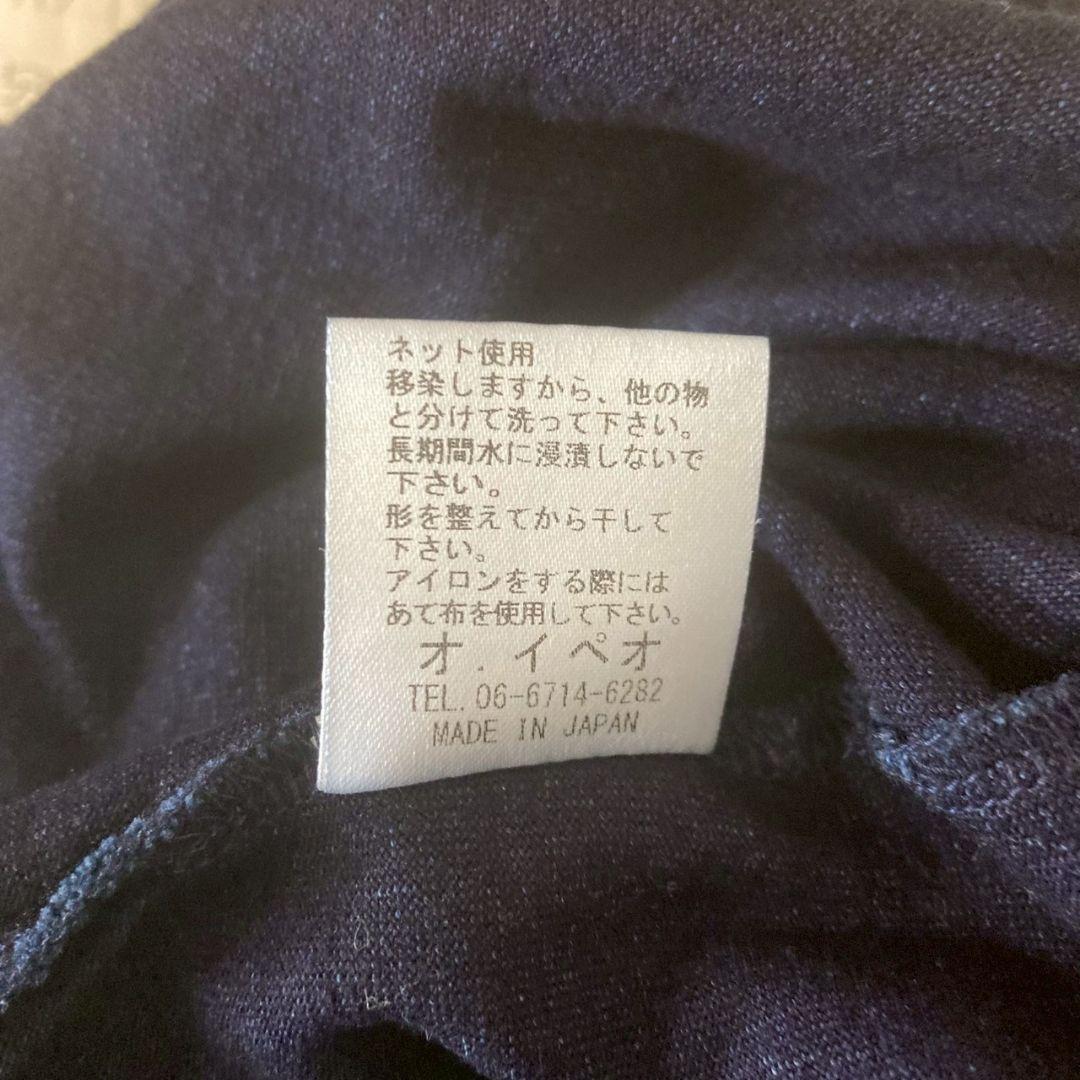 ネット使用
移染しますから、他の物
と分けて洗って下さい。
長期間水に浸漬しないで
下さい。
形を整えてから干して
下さい。
アイロンをする際には
あて布を使用して下さい。
オ.イペオ
TEL. 06-6714-6282
MADE IN JAPAN